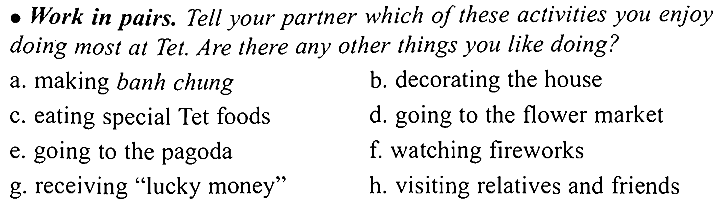 • Work in pairs. Tell your partner which of these activities you enjoy
doing most at Tet. Are there any other things you like doing?
a. making banh chung b. decorating the house
c. eating special Tet foods d. going to the flower market
e. going to the pagoda f. watching fireworks
g. receiving “lucky money” h. visiting relatives and friends